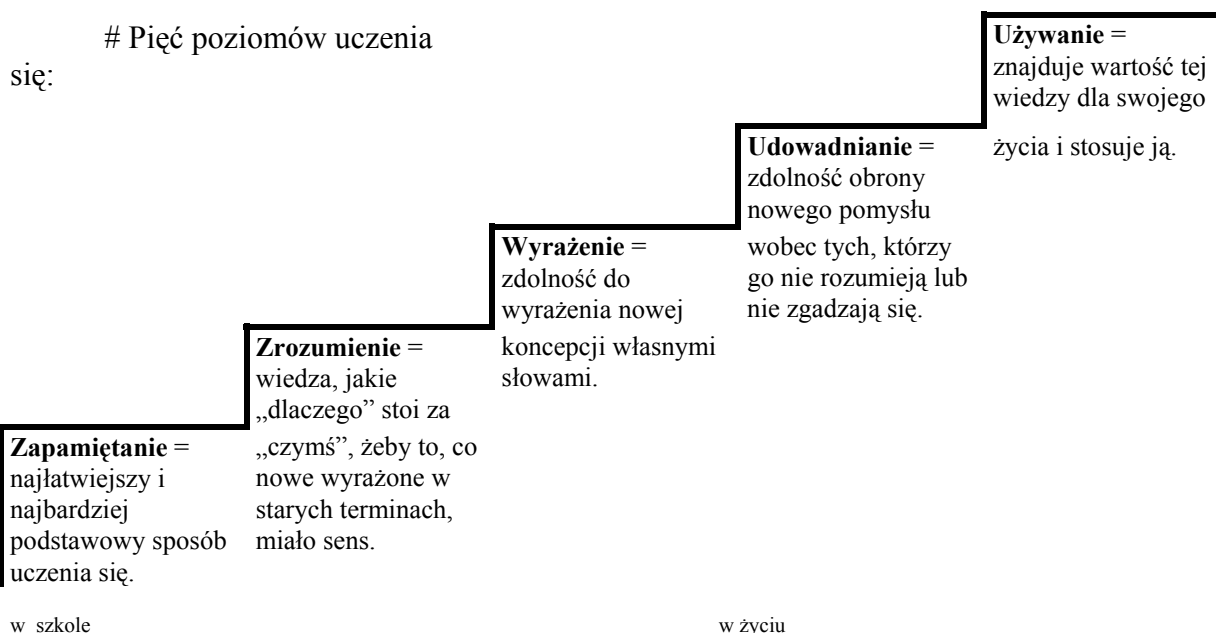 # Pięć poziomów uczenia
się:
Używanie =
znajduje wartość tej
wiedzy dla swojego
życia i stosuje ją.
Udowadnianie =
zdolność obrony
nowego pomysłu
wobec tych, którzy
go nie rozumieją lub
nie zgadzają się.
Wyrażenie =
zdolność do
wyrażenia nowej
koncepcji własnymi
słowami.
Zrozumienie =
wiedza, jakie
„dlaczego” stoi za
„czymś”, żeby to, co
nowe wyrażone w
starych terminach,
miało sens.
Zapamiętanie =
najłatwiejszy i
najbardziej
podstawowy sposób
uczenia się.
w szkole
w życiu